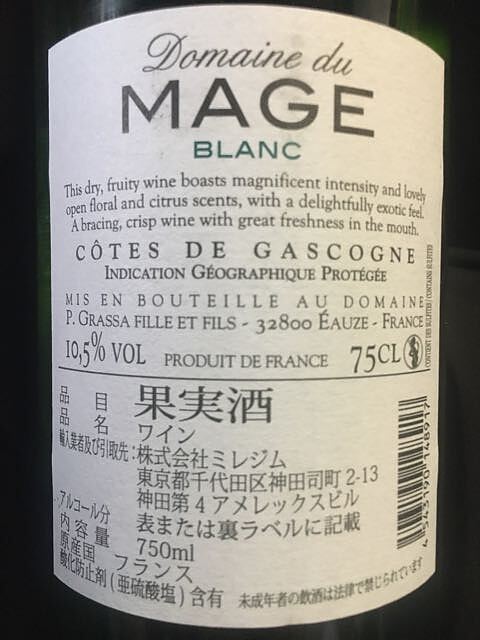 Domaine du
MAGE
BLANC
This dry, fruity wine boasts magnificent intensity and lovely
open floral and citrus scents, with a delightfully exotic feel.
A bracing, crisp wine with great freshness in the mouth.
CÔTES DE GASCOGNE
INDICATION GÉOGRAPHIQUE PROTÉGÉE
MIS EN BOUTEILLE AU DOMAINE
P. GRASSA FILLE ET FILS - 32800 ÉAUZE - FRANCE
10,5% VOL PRODUIT DE FRANCE 75CL
CONTIENT DES SULFITES / CONTAINS SULFITES
品目 果実酒
品名 ワイン
輸入業者及び引取先：株式会社ミレジム
東京都千代田区神田司町 2-13
神田第 4 アメレックスビル
アルコール分 表または裏ラベルに記載
内容量 750ml
原産国 フランス
酸化防止剤 (亜硫酸塩) 含有 未成年者の飲酒は法律で禁じられています
4 543190 148917